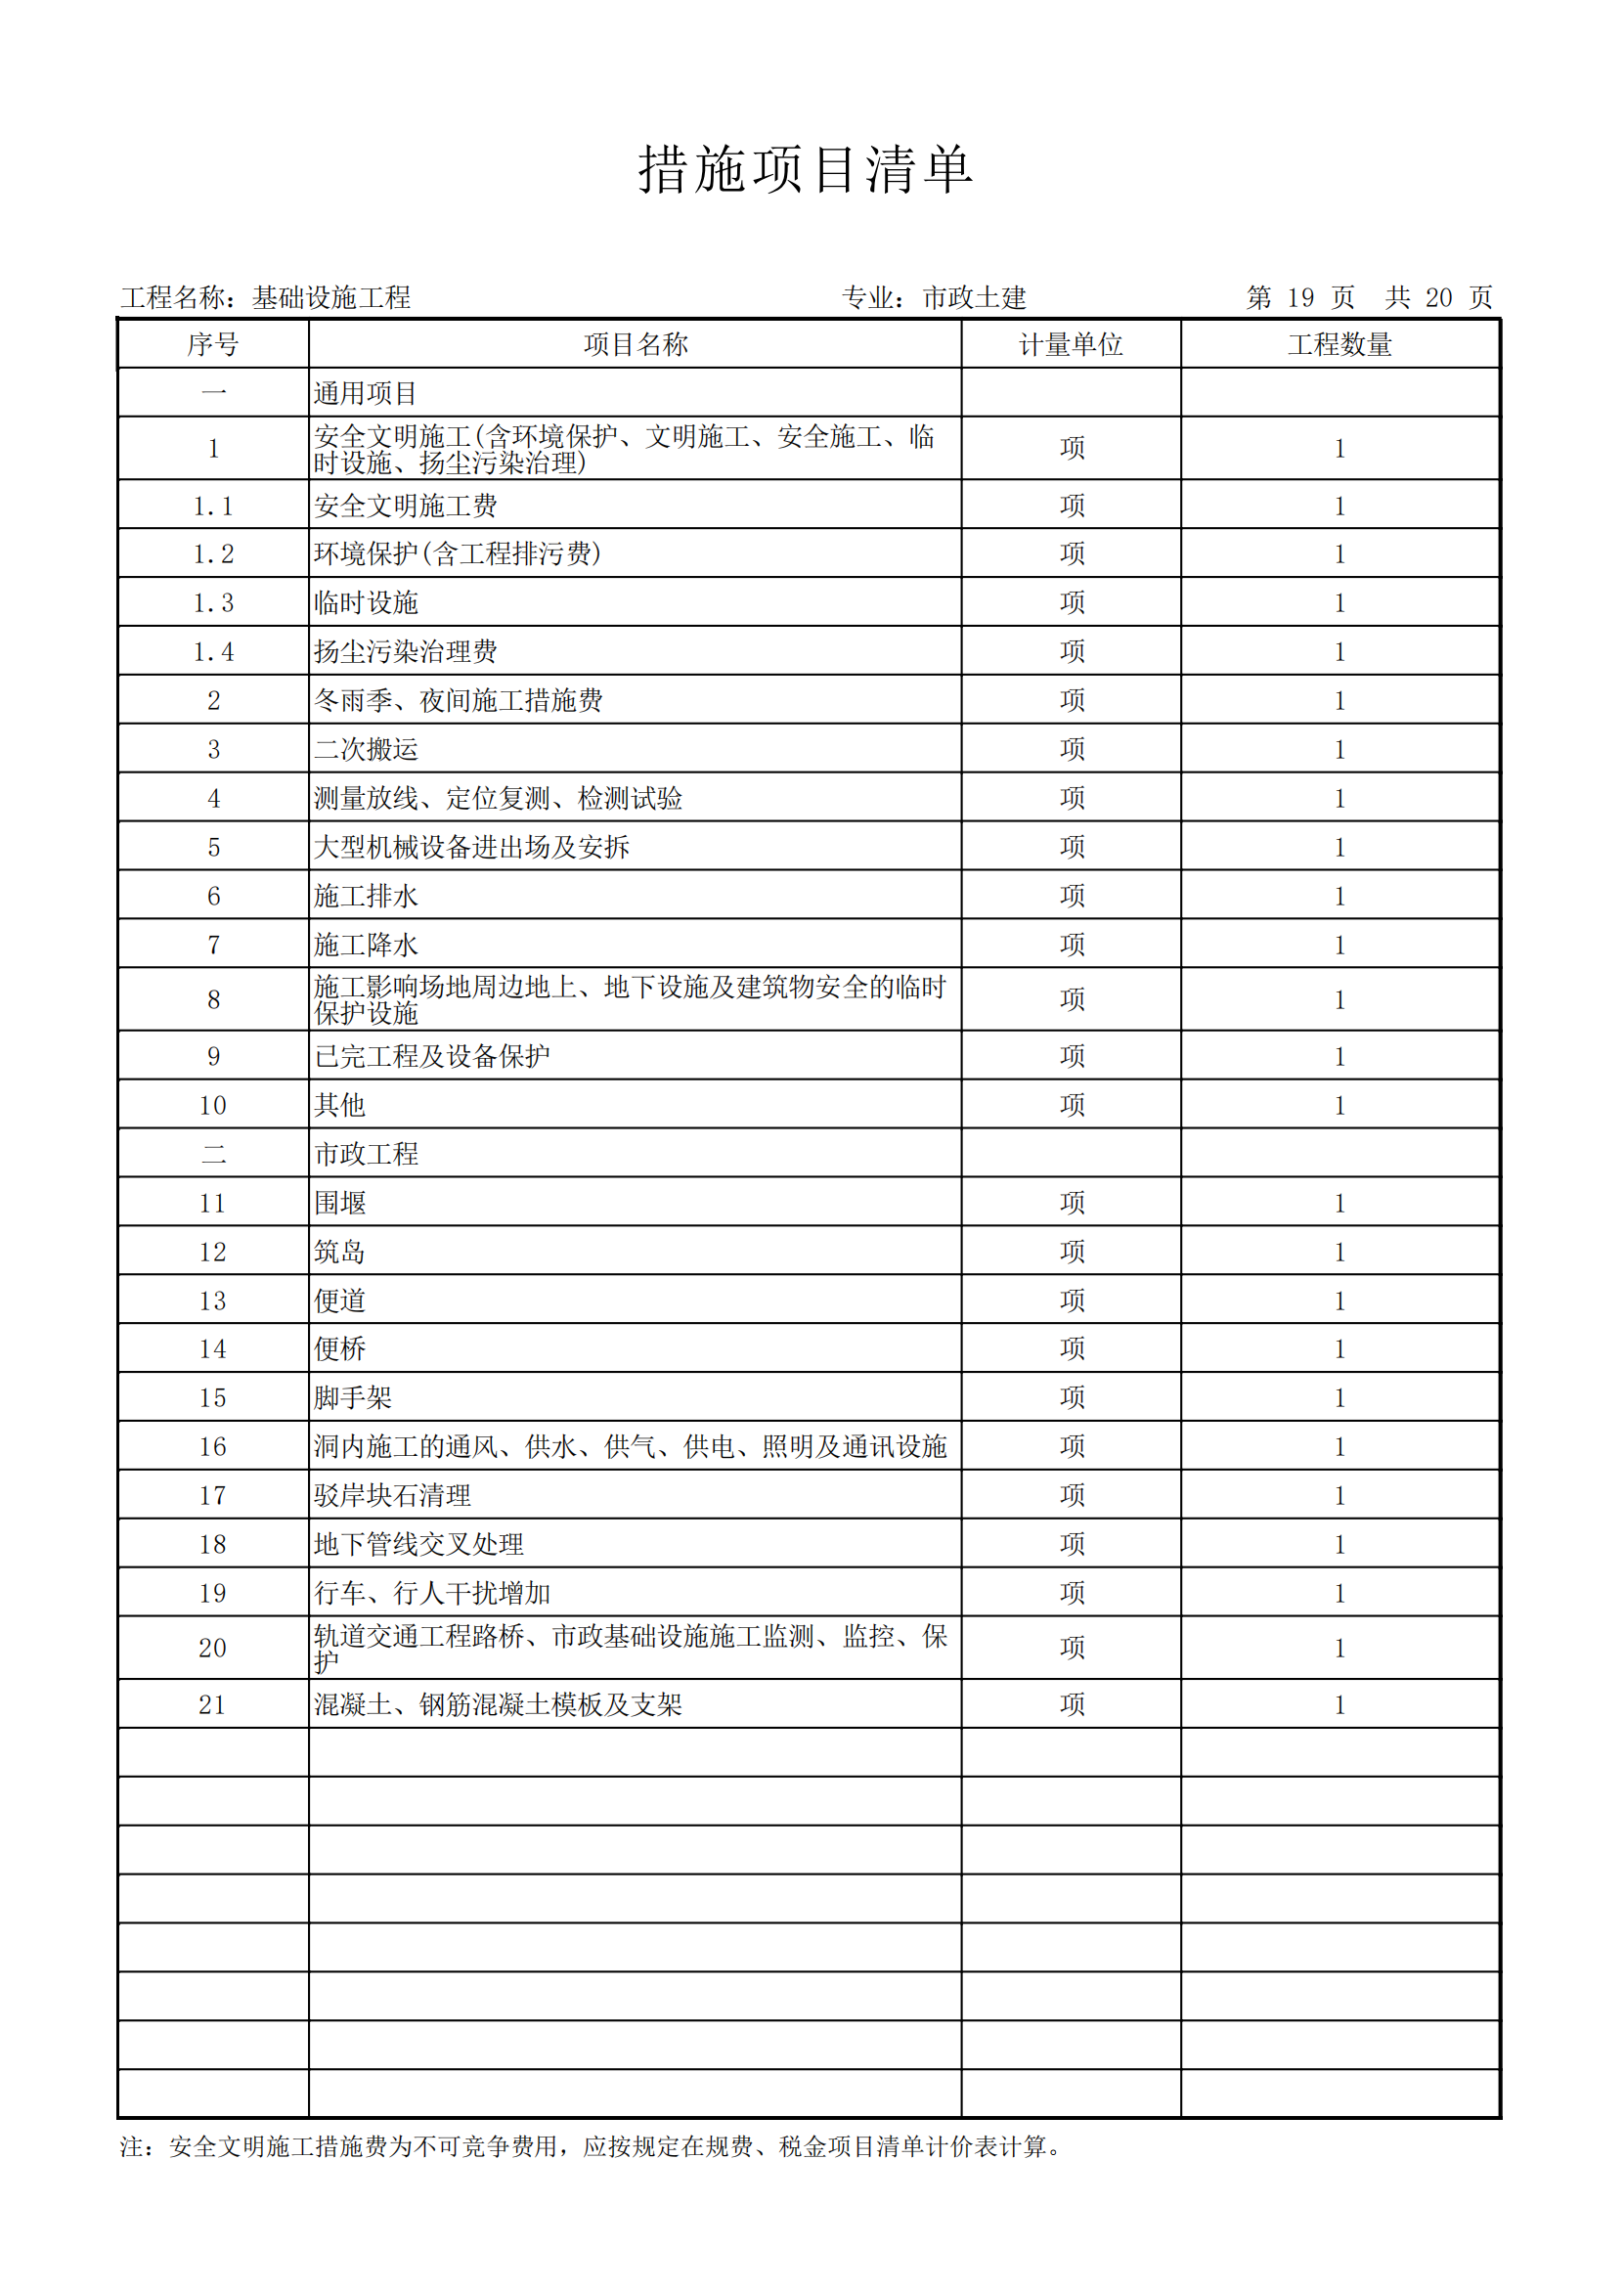 措施项目清单
工程名称：基础设施工程 专业：市政土建 第 19 页 共 20 页
序号 项目名称 计量单位 工程数量
一 通用项目
1 安全文明施工(含环境保护、文明施工、安全施工、临
时设施、扬尘污染治理) 项 1
1.1 安全文明施工费 项 1
1.2 环境保护(含工程排污费) 项 1
1.3 临时设施 项 1
1.4 扬尘污染治理费 项 1
2 冬雨季、夜间施工措施费 项 1
3 二次搬运 项 1
4 测量放线、定位复测、检测试验 项 1
5 大型机械设备进出场及安拆 项 1
6 施工排水 项 1
7 施工降水 项 1
8 施工影响场地周边地上、地下设施及建筑物安全的临时
保护设施 项 1
9 已完工程及设备保护 项 1
10 其他 项 1
二 市政工程
11 围堰 项 1
12 筑岛 项 1
13 便道 项 1
14 便桥 项 1
15 脚手架 项 1
16 洞内施工的通风、供水、供气、供电、照明及通讯设施 项 1
17 驳岸块石清理 项 1
18 地下管线交叉处理 项 1
19 行车、行人干扰增加 项 1
20 轨道交通工程路桥、市政基础设施施工监测、监控、保
护 项 1
21 混凝土、钢筋混凝土模板及支架 项 1
注：安全文明施工措施费为不可竞争费用，应按规定在规费、税金项目清单计价表计算。